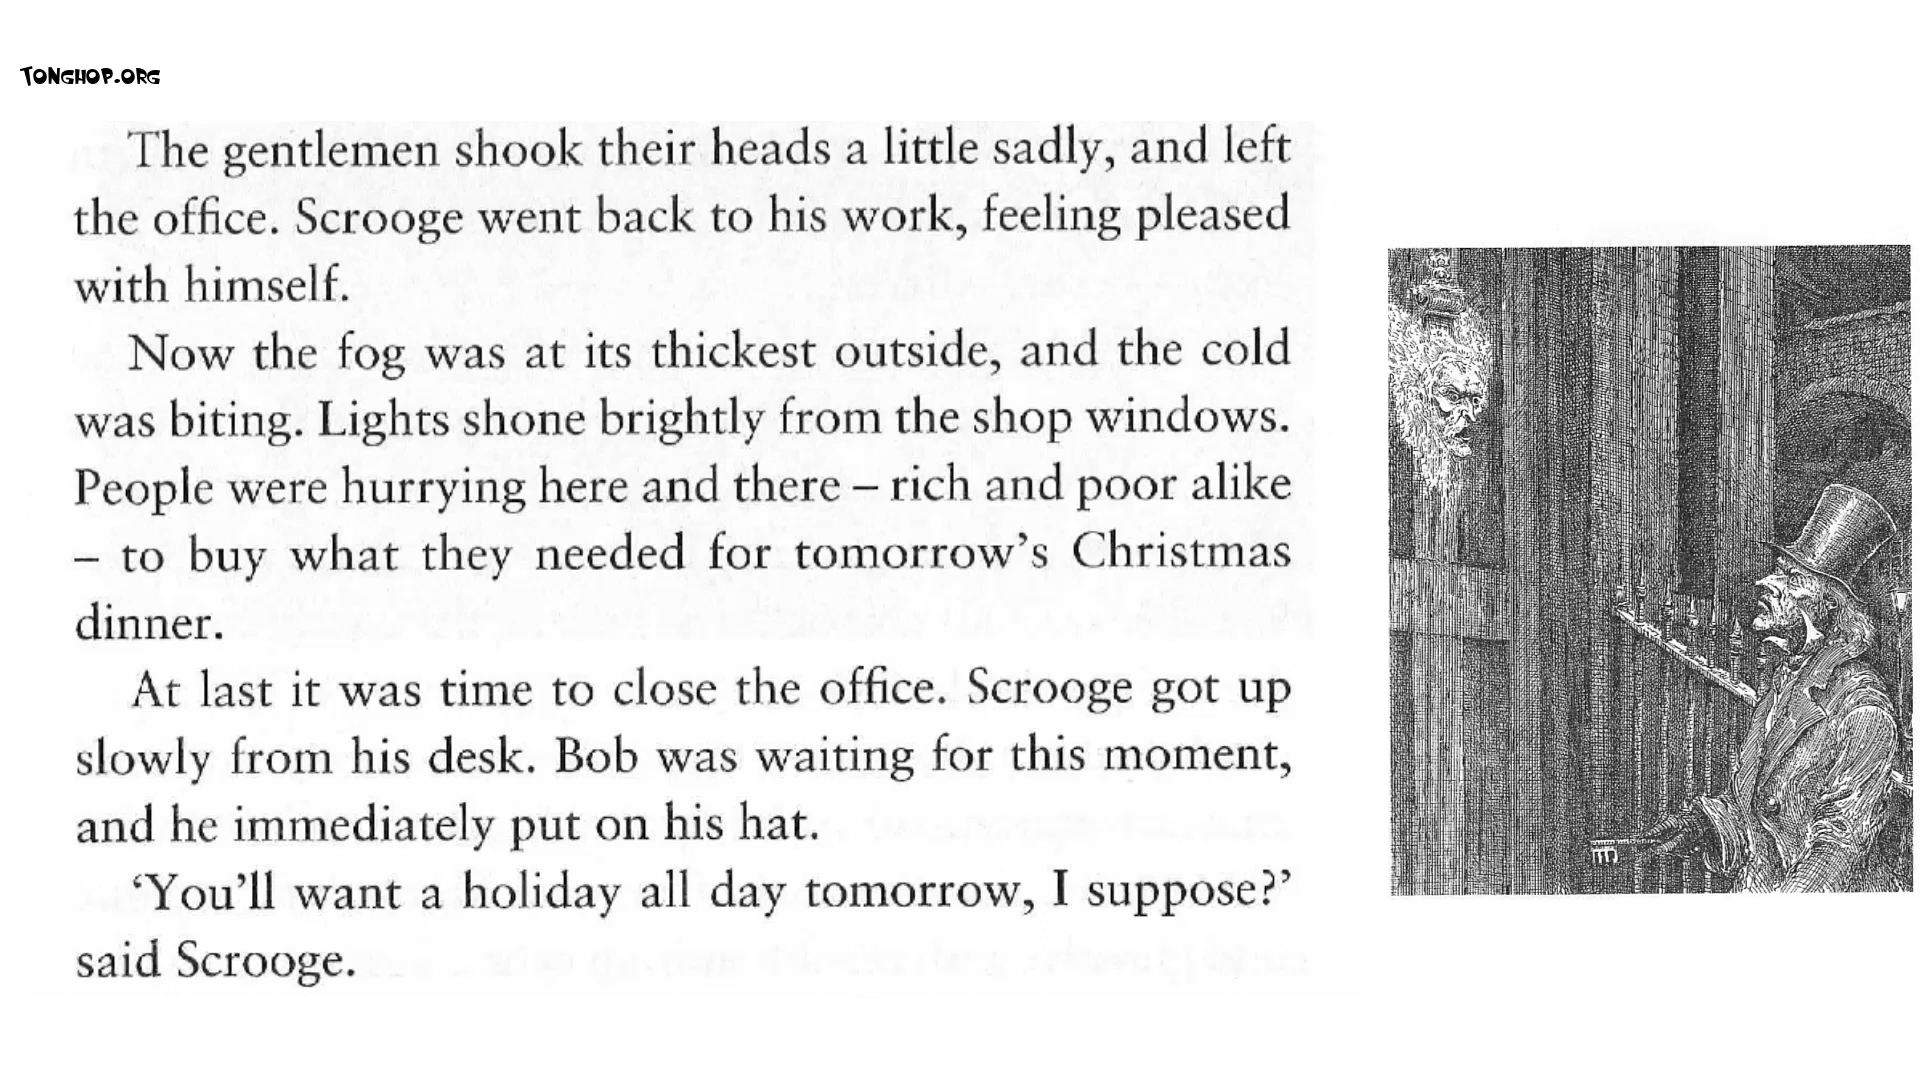 TONGHOP.ORG
The gentlemen shook their heads a little sadly, and left
the office. Scrooge went back to his work, feeling pleased
with himself.
Now the fog was at its thickest outside, and the cold
was biting. Lights shone brightly from the shop windows.
People were hurrying here and there – rich and poor alike
– to buy what they needed for tomorrow’s Christmas
dinner.
At last it was time to close the office. Scrooge got up
slowly from his desk. Bob was waiting for this moment,
and he immediately put on his hat.
‘You’ll want a holiday all day tomorrow, I suppose?’
said Scrooge.